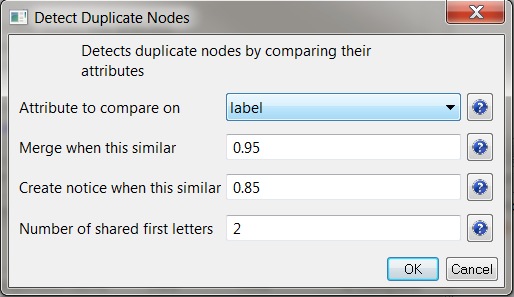 Detect Duplicate Nodes
Detects duplicate nodes by comparing their
attributes
Attribute to compare on label
Merge when this similar 0.95
Create notice when this similar 0.85
Number of shared first letters 2
OK Cancel